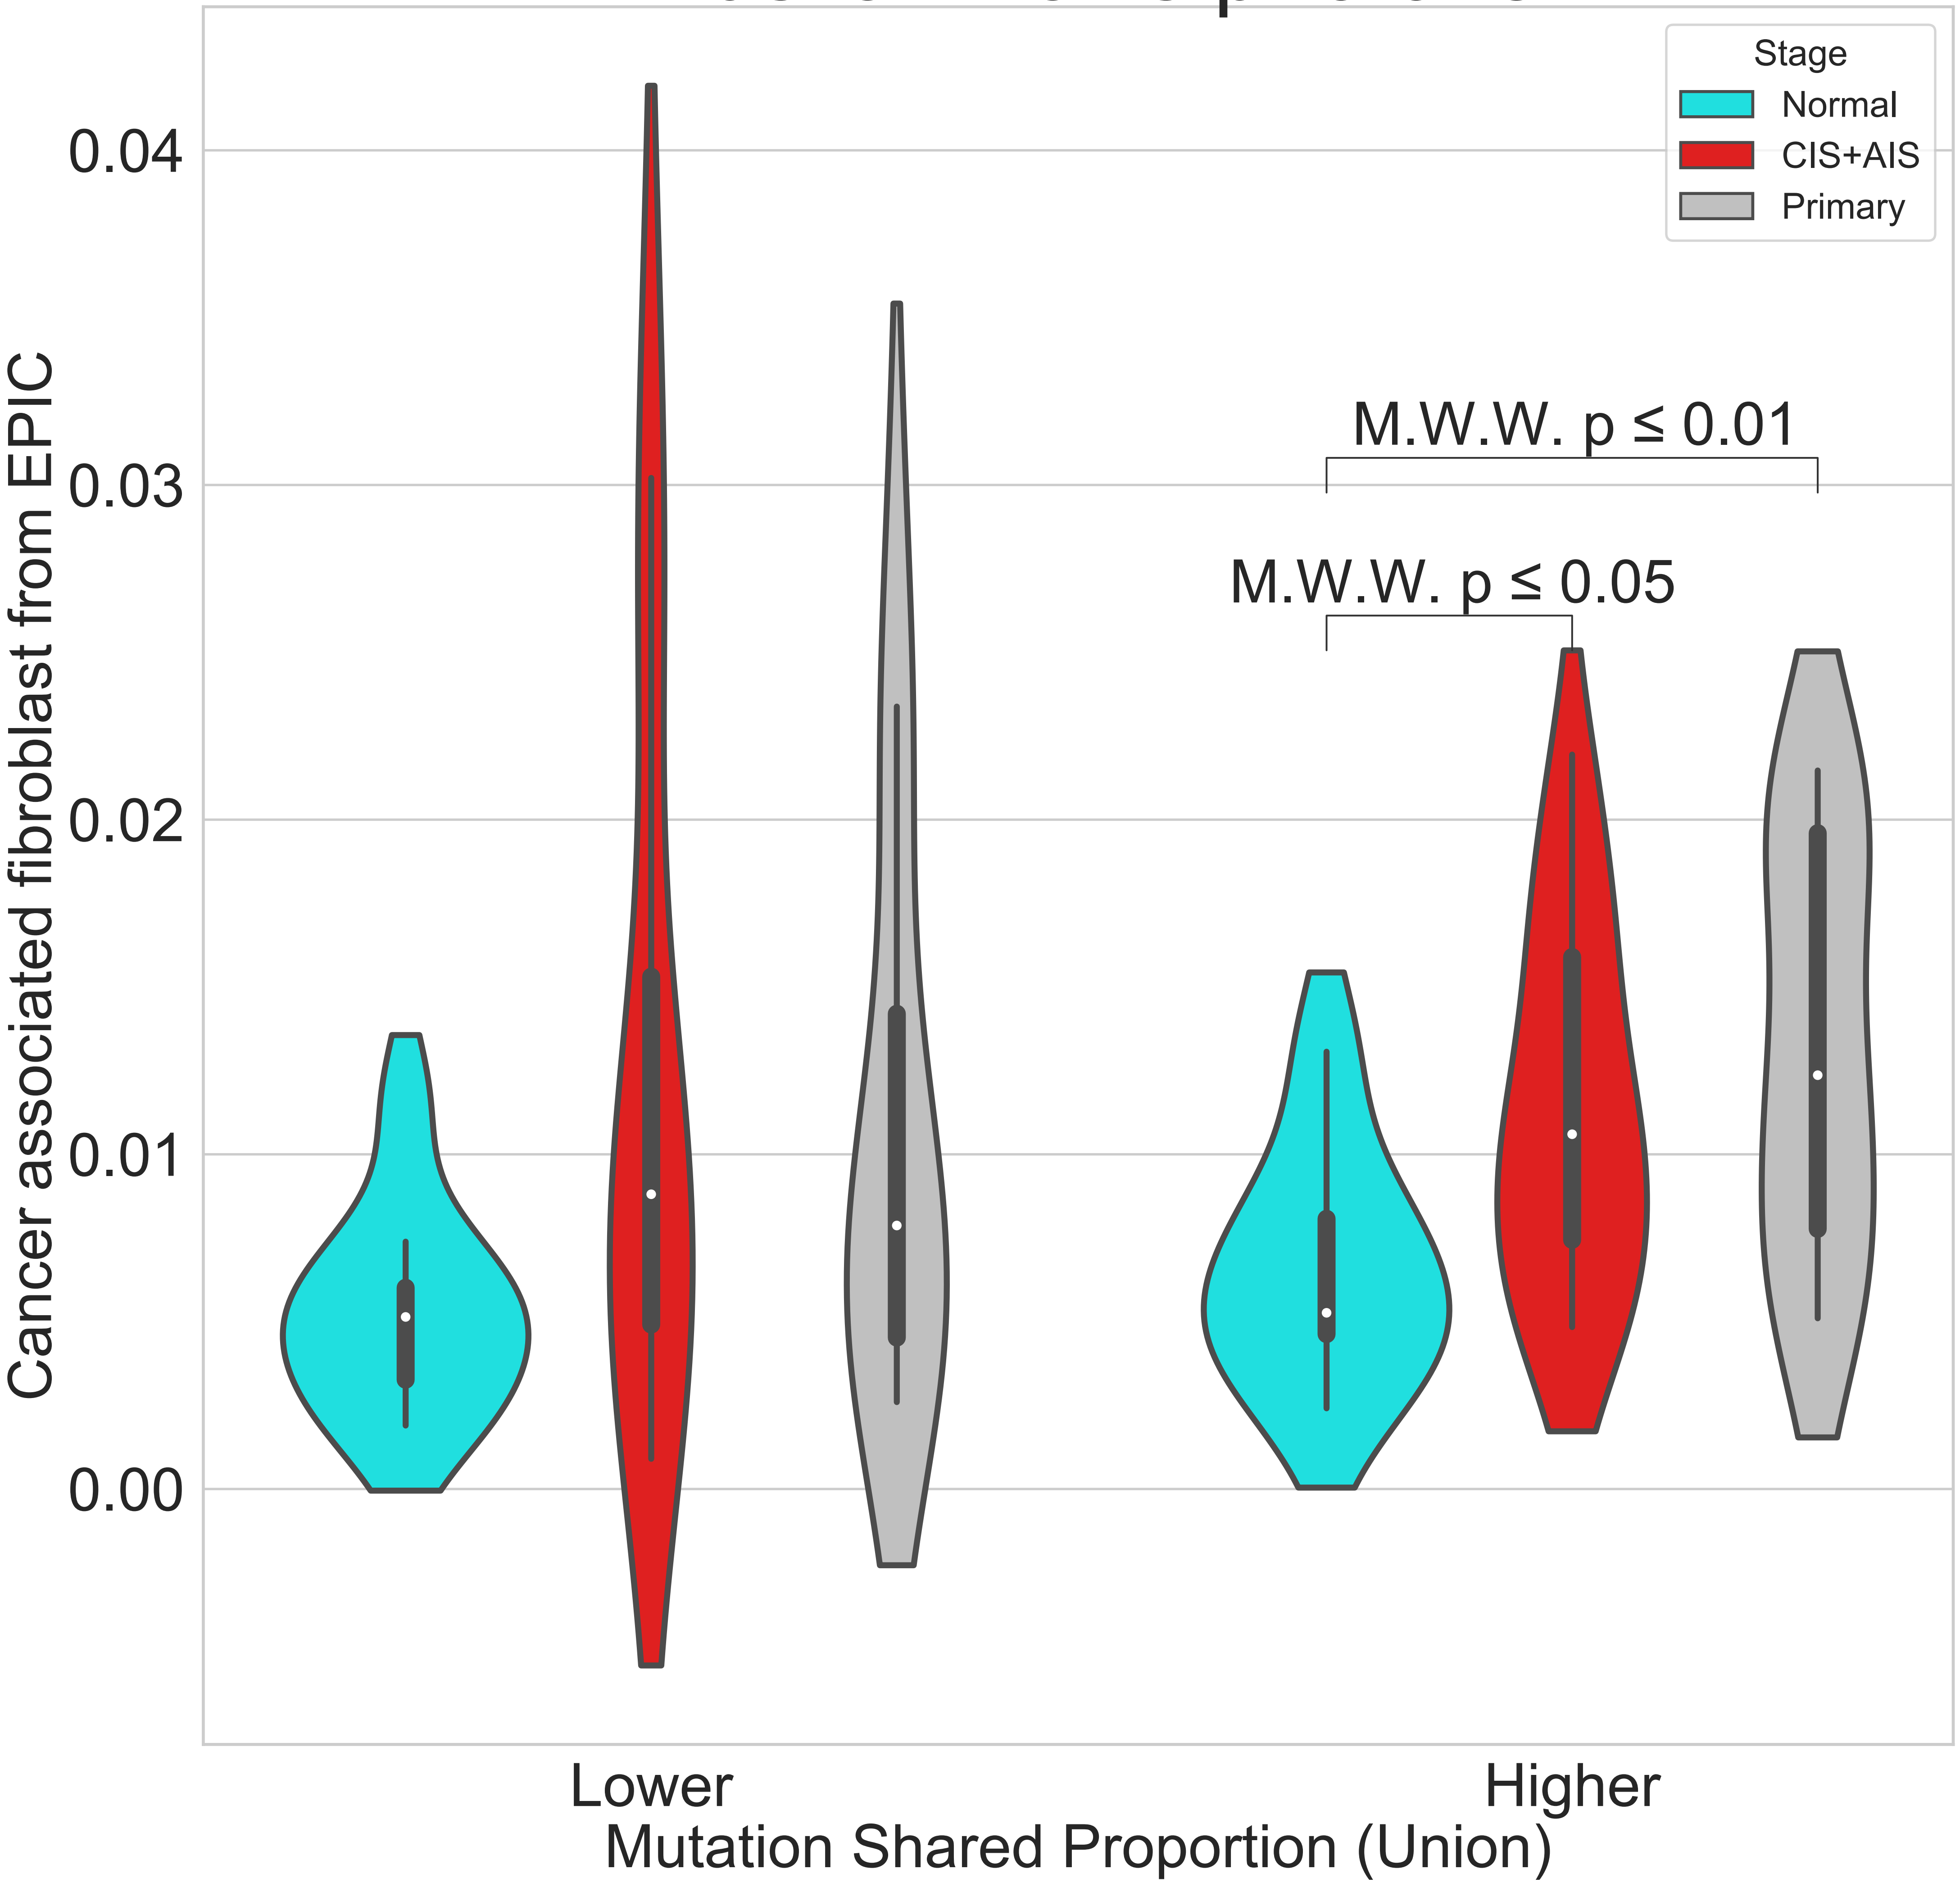 Stage
Normal
CIS+AIS
Primary
Cancer associated fibroblast from EPIC
0.04
0.03
0.02
0.01
0.00
M.W.W. p ≤ 0.01
M.W.W. p ≤ 0.05
Lower
Higher
Mutation Shared Proportion (Union)